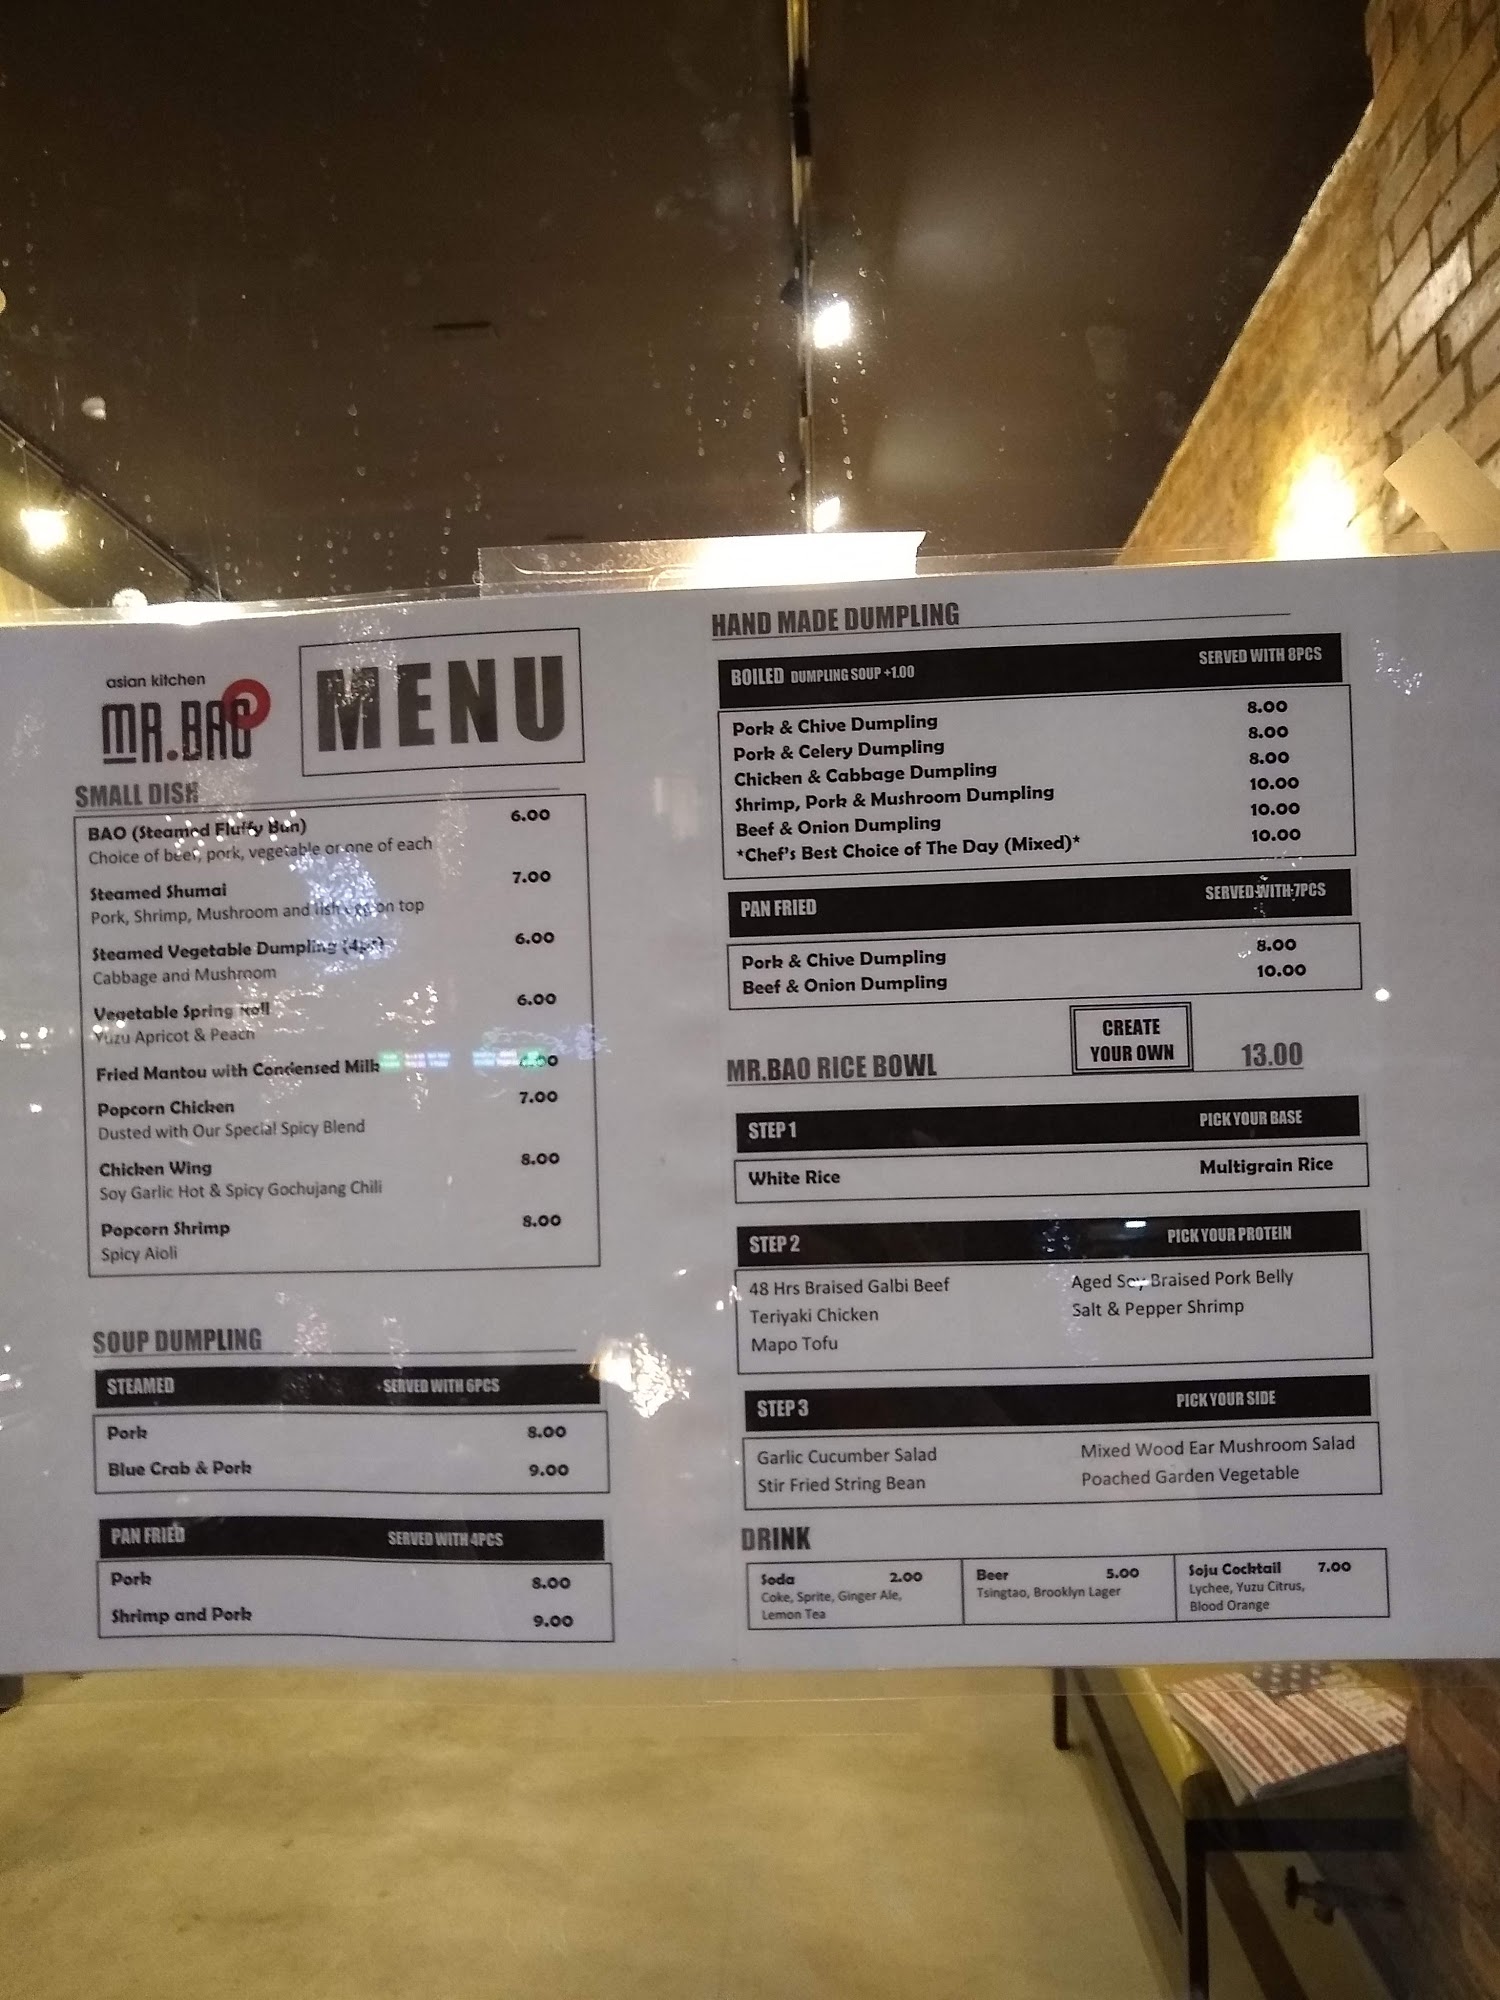 asian kitchen
MR.BAO
MENU
SMALL DISH
BAO (Steamed Fluffy Bun) 6.00
Choice of beef, pork, vegetable or one of each
Steamed Shumai 7.00
Pork, Shrimp, Mushroom and fish egg on top
Steamed Vegetable Dumpling (4pc) 6.00
Cabbage and Mushroom
Vegetable Spring Roll 6.00
Yuzu Apricot & Peach
Fried Mantou with Condensed Milk
Popcorn Chicken 7.00
Dusted with Our Special Spicy Blend
Chicken Wing 8.00
Soy Garlic Hot & Spicy Gochujang Chili
Popcorn Shrimp 8.00
Spicy Aioli
SOUP DUMPLING
STEAMED SERVED WITH 6PCS
Pork 8.00
Blue Crab & Pork 9.00
PAN FRIED SERVED WITH 4PCS
Pork 8.00
Shrimp and Pork 9.00
HAND MADE DUMPLING
BOILED DUMPLING SOUP +1.00 SERVED WITH 8PCS
Pork & Chive Dumpling 8.00
Pork & Celery Dumpling 8.00
Chicken & Cabbage Dumpling 8.00
Shrimp, Pork & Mushroom Dumpling 10.00
Beef & Onion Dumpling 10.00
*Chef's Best Choice of The Day (Mixed)* 10.00
PAN FRIED SERVED WITH 7PCS
Pork & Chive Dumpling 8.00
Beef & Onion Dumpling 10.00
CREATE
YOUR OWN
MR.BAO RICE BOWL 13.00
STEP 1 PICK YOUR BASE
White Rice Multigrain Rice
STEP 2 PICK YOUR PROTEIN
48 Hrs Braised Galbi Beef Aged Soy Braised Pork Belly
Teriyaki Chicken Salt & Pepper Shrimp
Mapo Tofu
STEP 3 PICK YOUR SIDE
Garlic Cucumber Salad Mixed Wood Ear Mushroom Salad
Stir Fried String Bean Poached Garden Vegetable
DRINK
Soda 2.00
Coke, Sprite, Ginger Ale,
Lemon Tea
Beer 5.00
Tsingtao, Brooklyn Lager
Soju Cocktail 7.00
Lychee, Yuzu Citrus,
Blood Orange